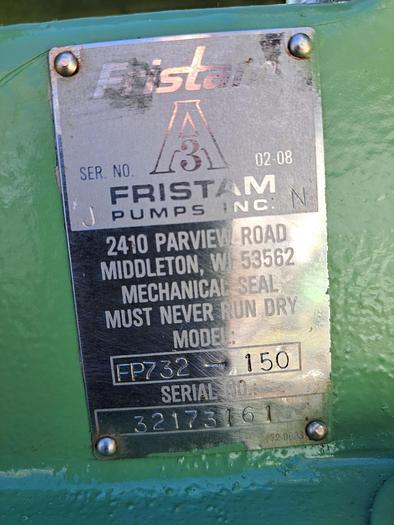 Fristam
3
SER. NO. 02-08
FRISTAM
J PUMPS INC. N
2410 PARVIEW ROAD
MIDDLETON, WI 53562
MECHANICAL SEAL
MUST NEVER RUN DRY
MODEL:
FP732 - 150
SERIAL NO.:
32173161